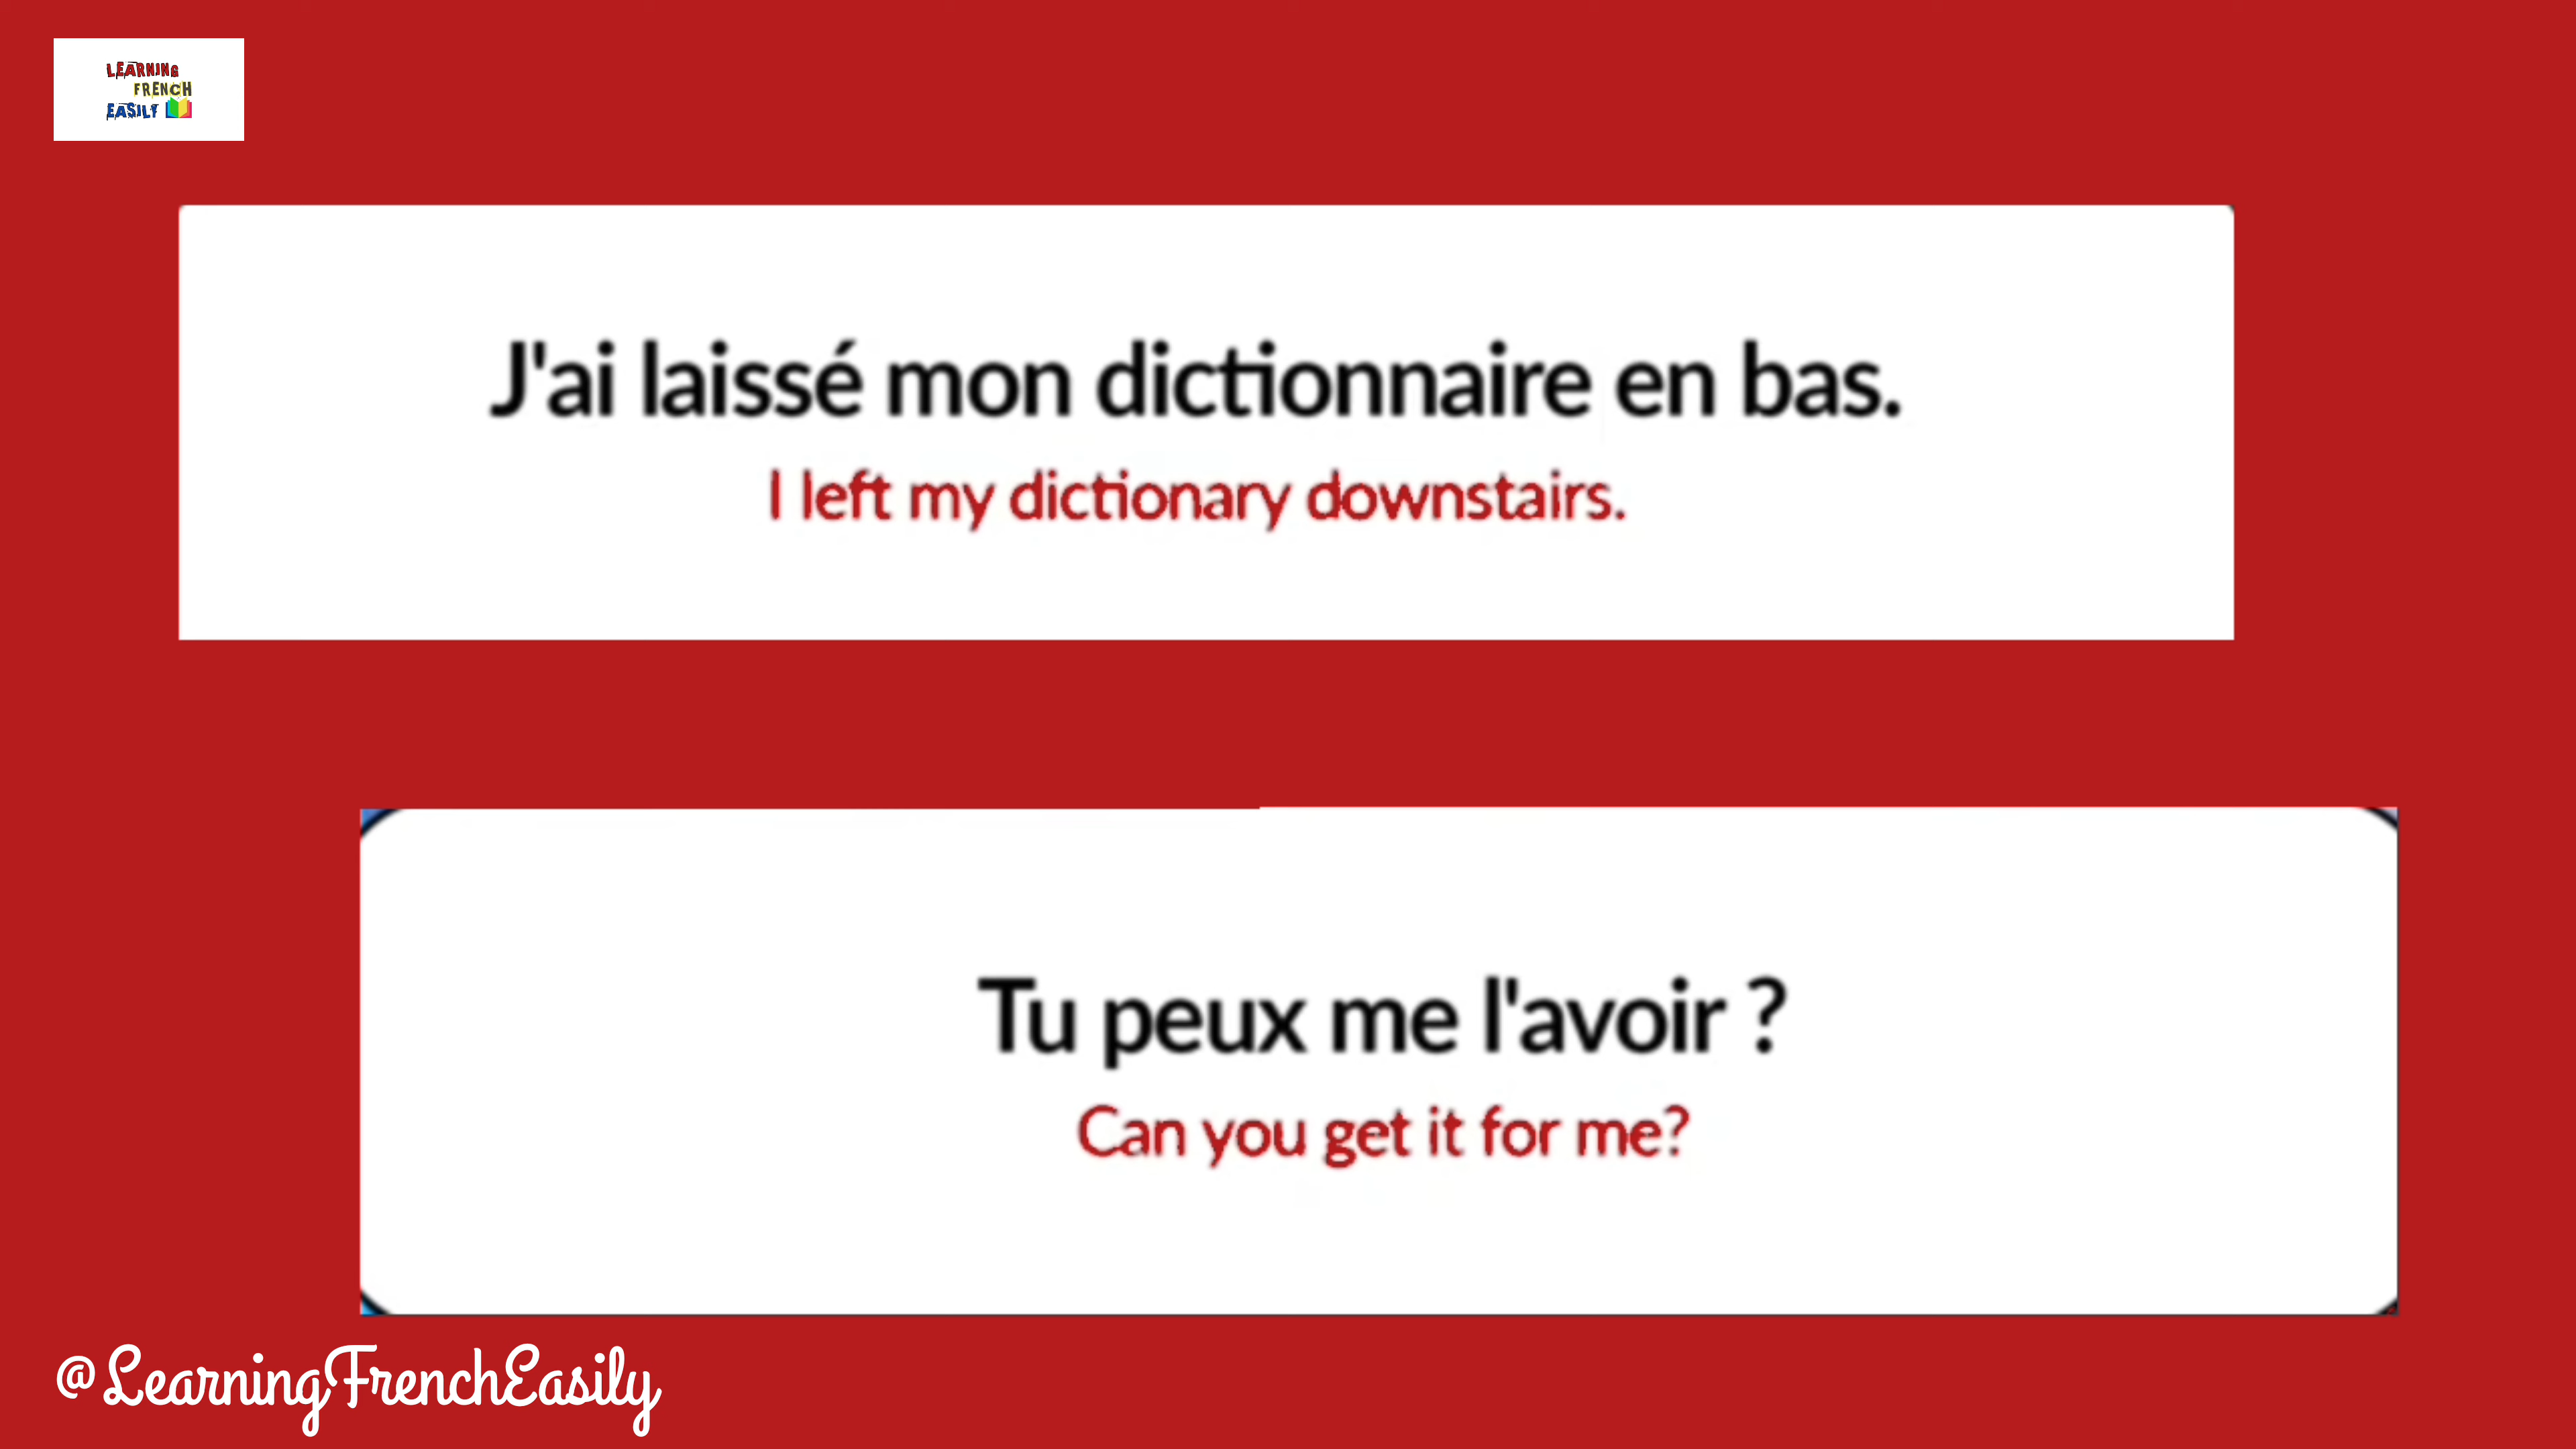 LEARNING
FRENCH
EASILY
J'ai laissé mon dictionnaire en bas.
I left my dictionary downstairs.
Tu peux me l'avoir ?
Can you get it for me?
@LearningFrenchEasily